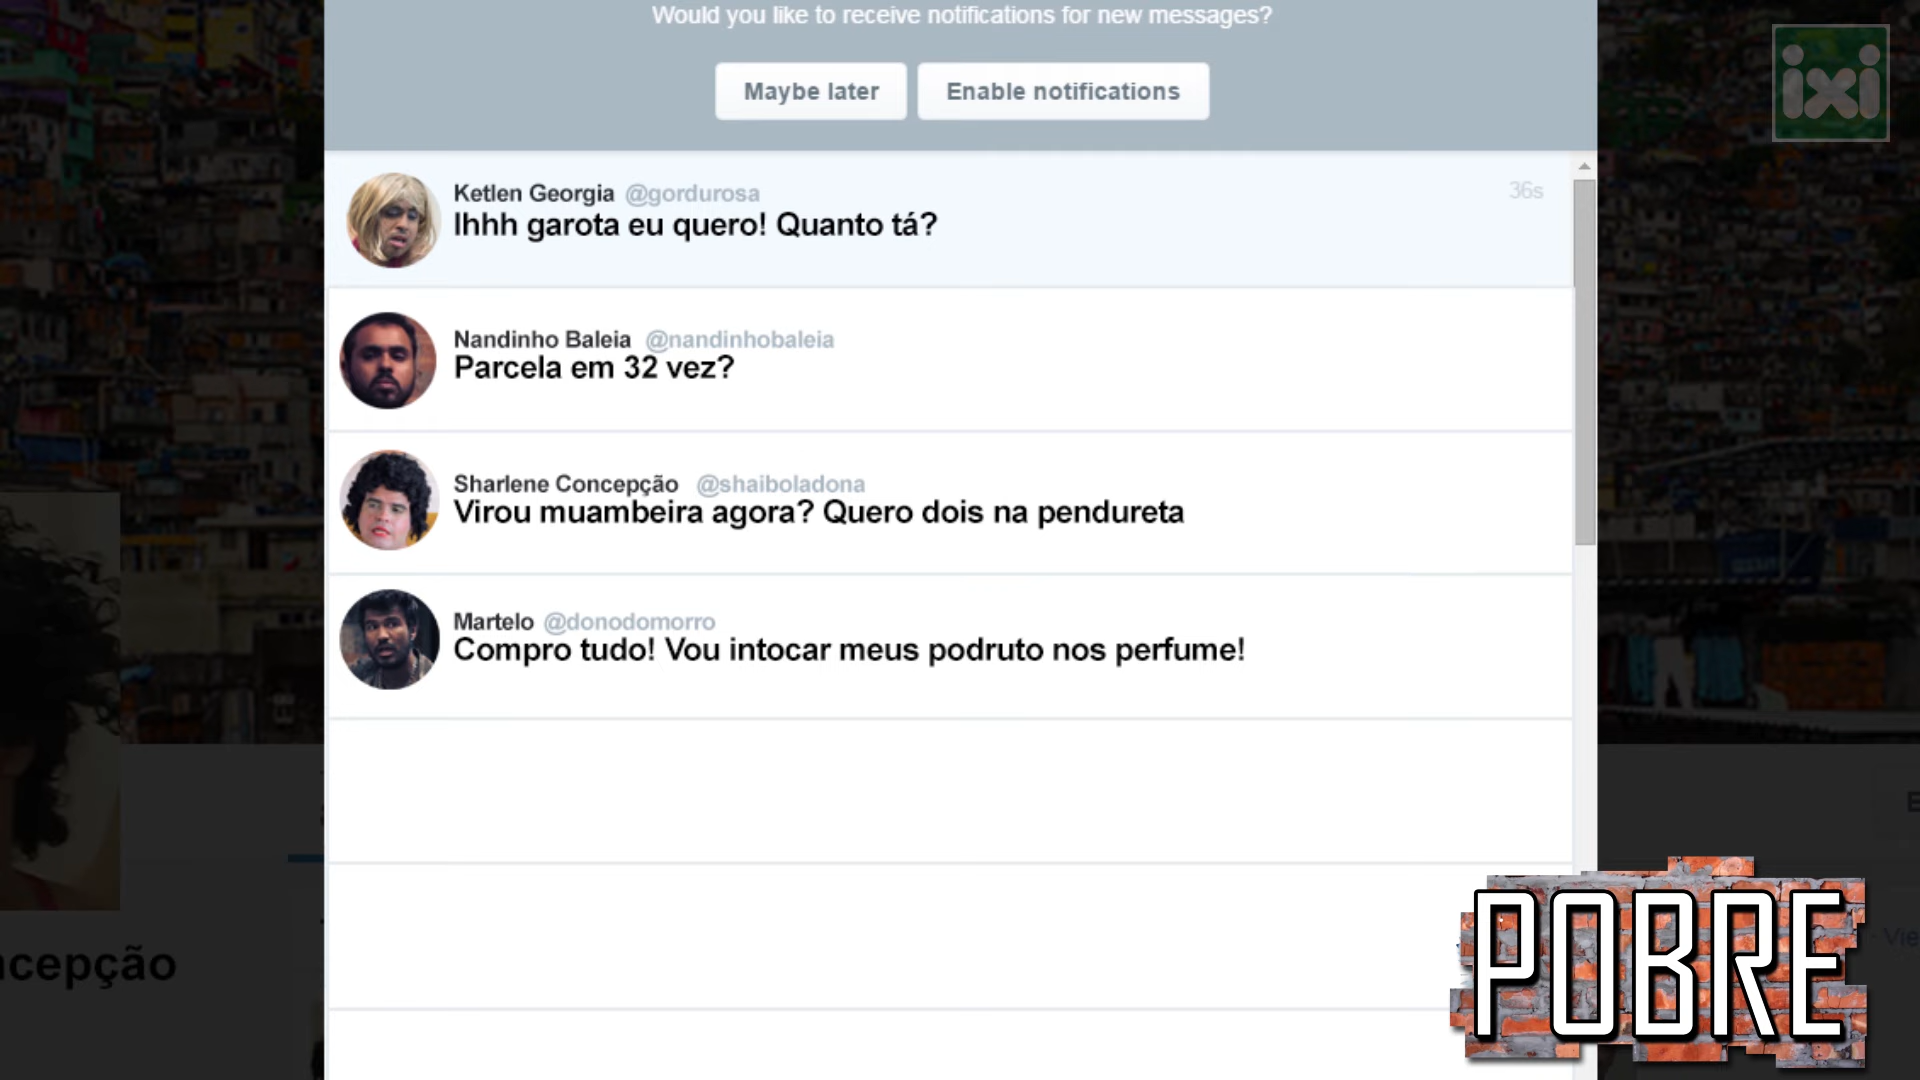 Would you like to receive notifications for new messages?
Maybe later
Enable notifications
ixi
Ketlen Georgia @gordurosa
36s
Ihhh garota eu quero! Quanto tá?
Nandinho Baleia @nandinhobaleia
Parcela em 32 vez?
Sharlene Concepção @shaiboladona
Virou muambeira agora? Quero dois na pendureta
Martelo @donodomorro
Compro tudo! Vou intocar meus podruto nos perfume!
ncepção
Vie
POBRE